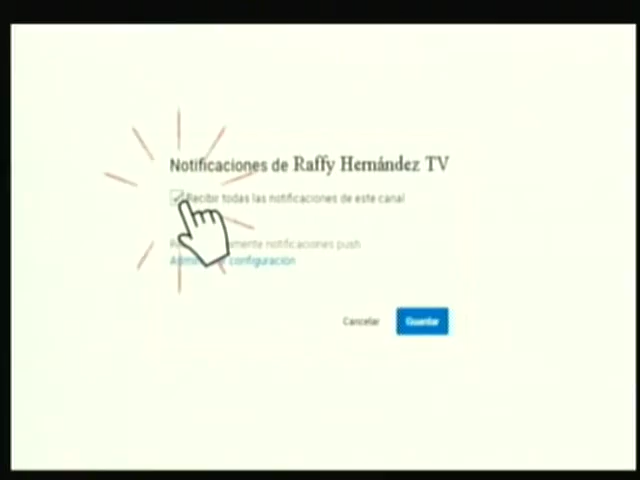 Notificaciones de Raffy Hernández TV
Recibir todas las notificaciones de este canal
notificaciones push
configuración
Cancelar
Guardar